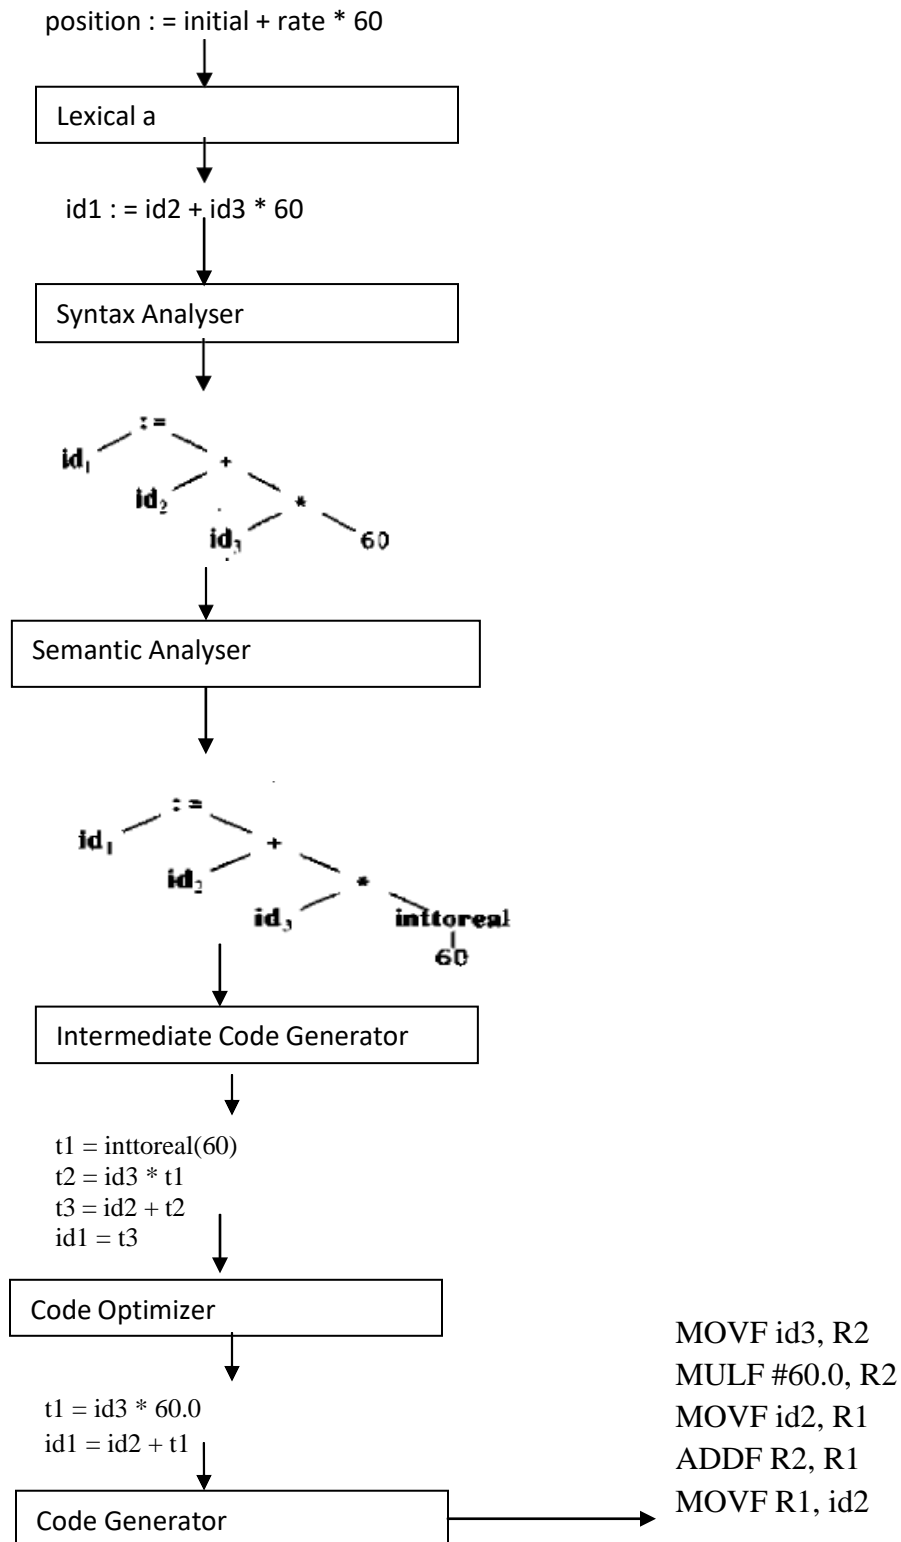 position : = initial + rate * 60
Lexical a
id1 : = id2 + id3 * 60
Syntax Analyser
:=
id₁
+
id₂
*
id₃
60
Semantic Analyser
:=
id₁
+
id₂
*
id₃
inttoreal
60
Intermediate Code Generator
t1 = inttoreal(60)
t2 = id3 * t1
t3 = id2 + t2
id1 = t3
Code Optimizer
t1 = id3 * 60.0
id1 = id2 + t1
Code Generator
MOVF id3, R2
MULF #60.0, R2
MOVF id2, R1
ADDF R2, R1
MOVF R1, id2